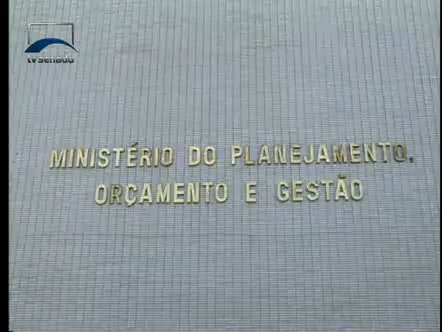 tv senado
MINISTÉRIO DO PLANEJAMENTO,
ORÇAMENTO E GESTÃO